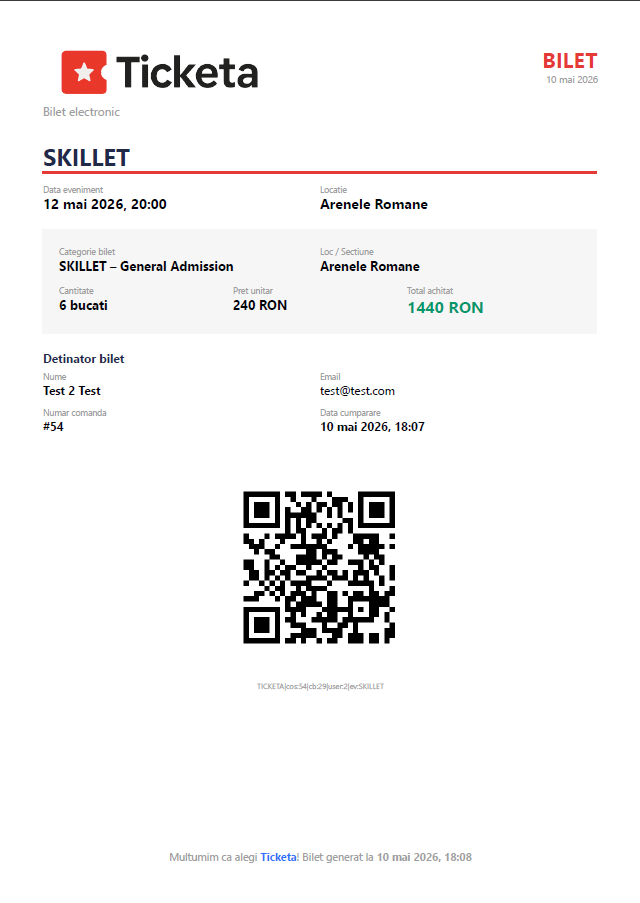 Ticketa
BILET
10 mai 2026
Bilet electronic
SKILLET
Data eveniment
Locatie
12 mai 2026, 20:00
Arenele Romane
Categorie bilet
Loc / Sectiune
SKILLET – General Admission
Arenele Romane
Cantitate
Pret unitar
Total achitat
6 bucati
240 RON
1440 RON
Detinator bilet
Nume
Email
Test 2 Test
test@test.com
Numar comanda
Data cumparare
#54
10 mai 2026, 18:07
TICKETA|cos:54|cb:29|user:2|ev:SKILLET
Multumim ca alegi Ticketa! Bilet generat la 10 mai 2026, 18:08